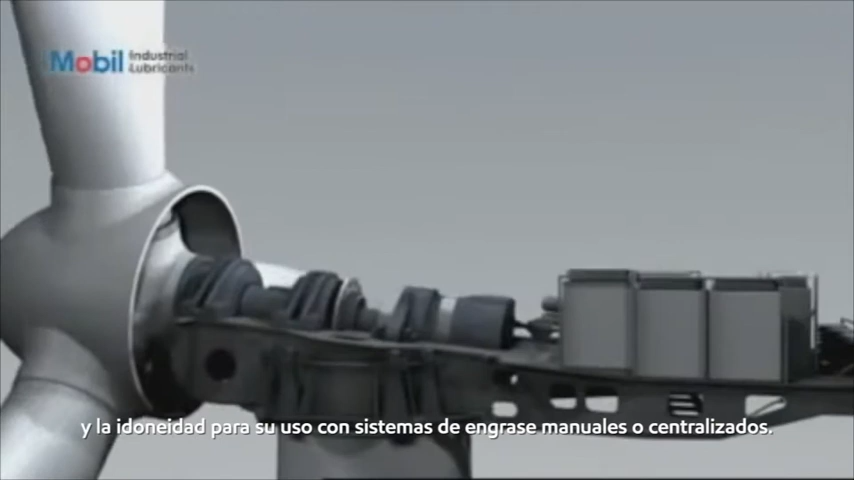 Mobil Industrial
Lubricants
y la idoneidad para su uso con sistemas de engrase manuales o centralizados.